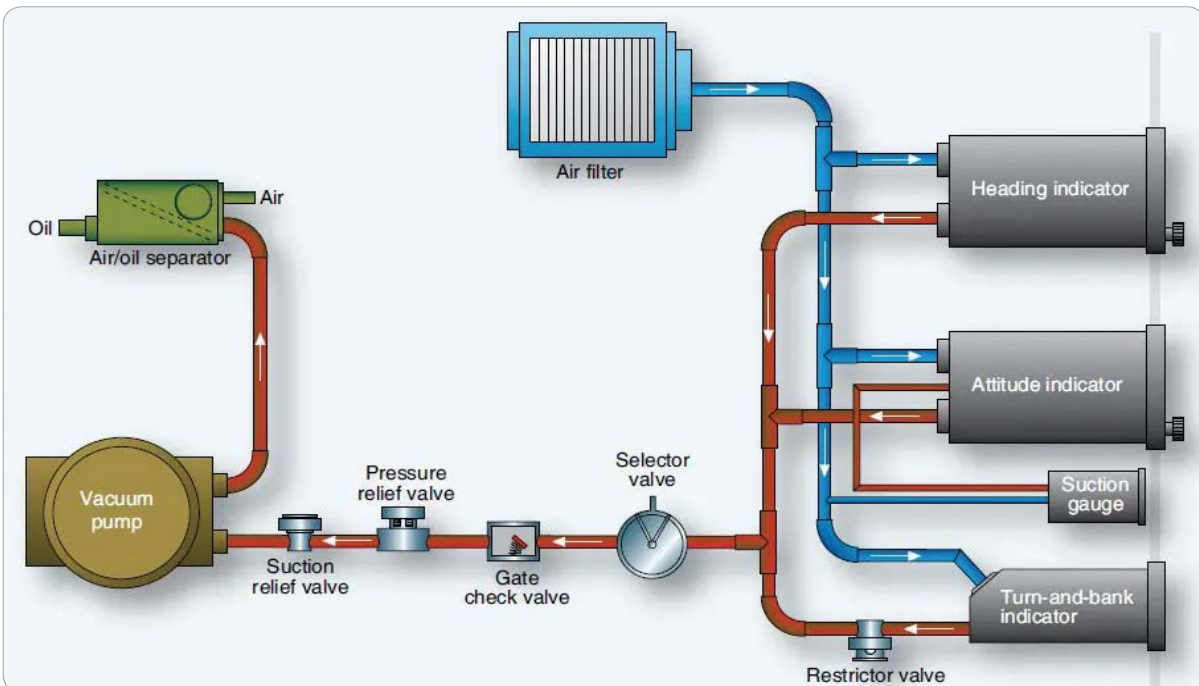 Air filter
Heading indicator
Oil
Air
Air/oil separator
Attitude indicator
Vacuum
pump
Pressure
relief valve
Selector
valve
Suction
gauge
Suction
relief valve
Gate
check valve
Turn-and-bank
indicator
Restrictor valve